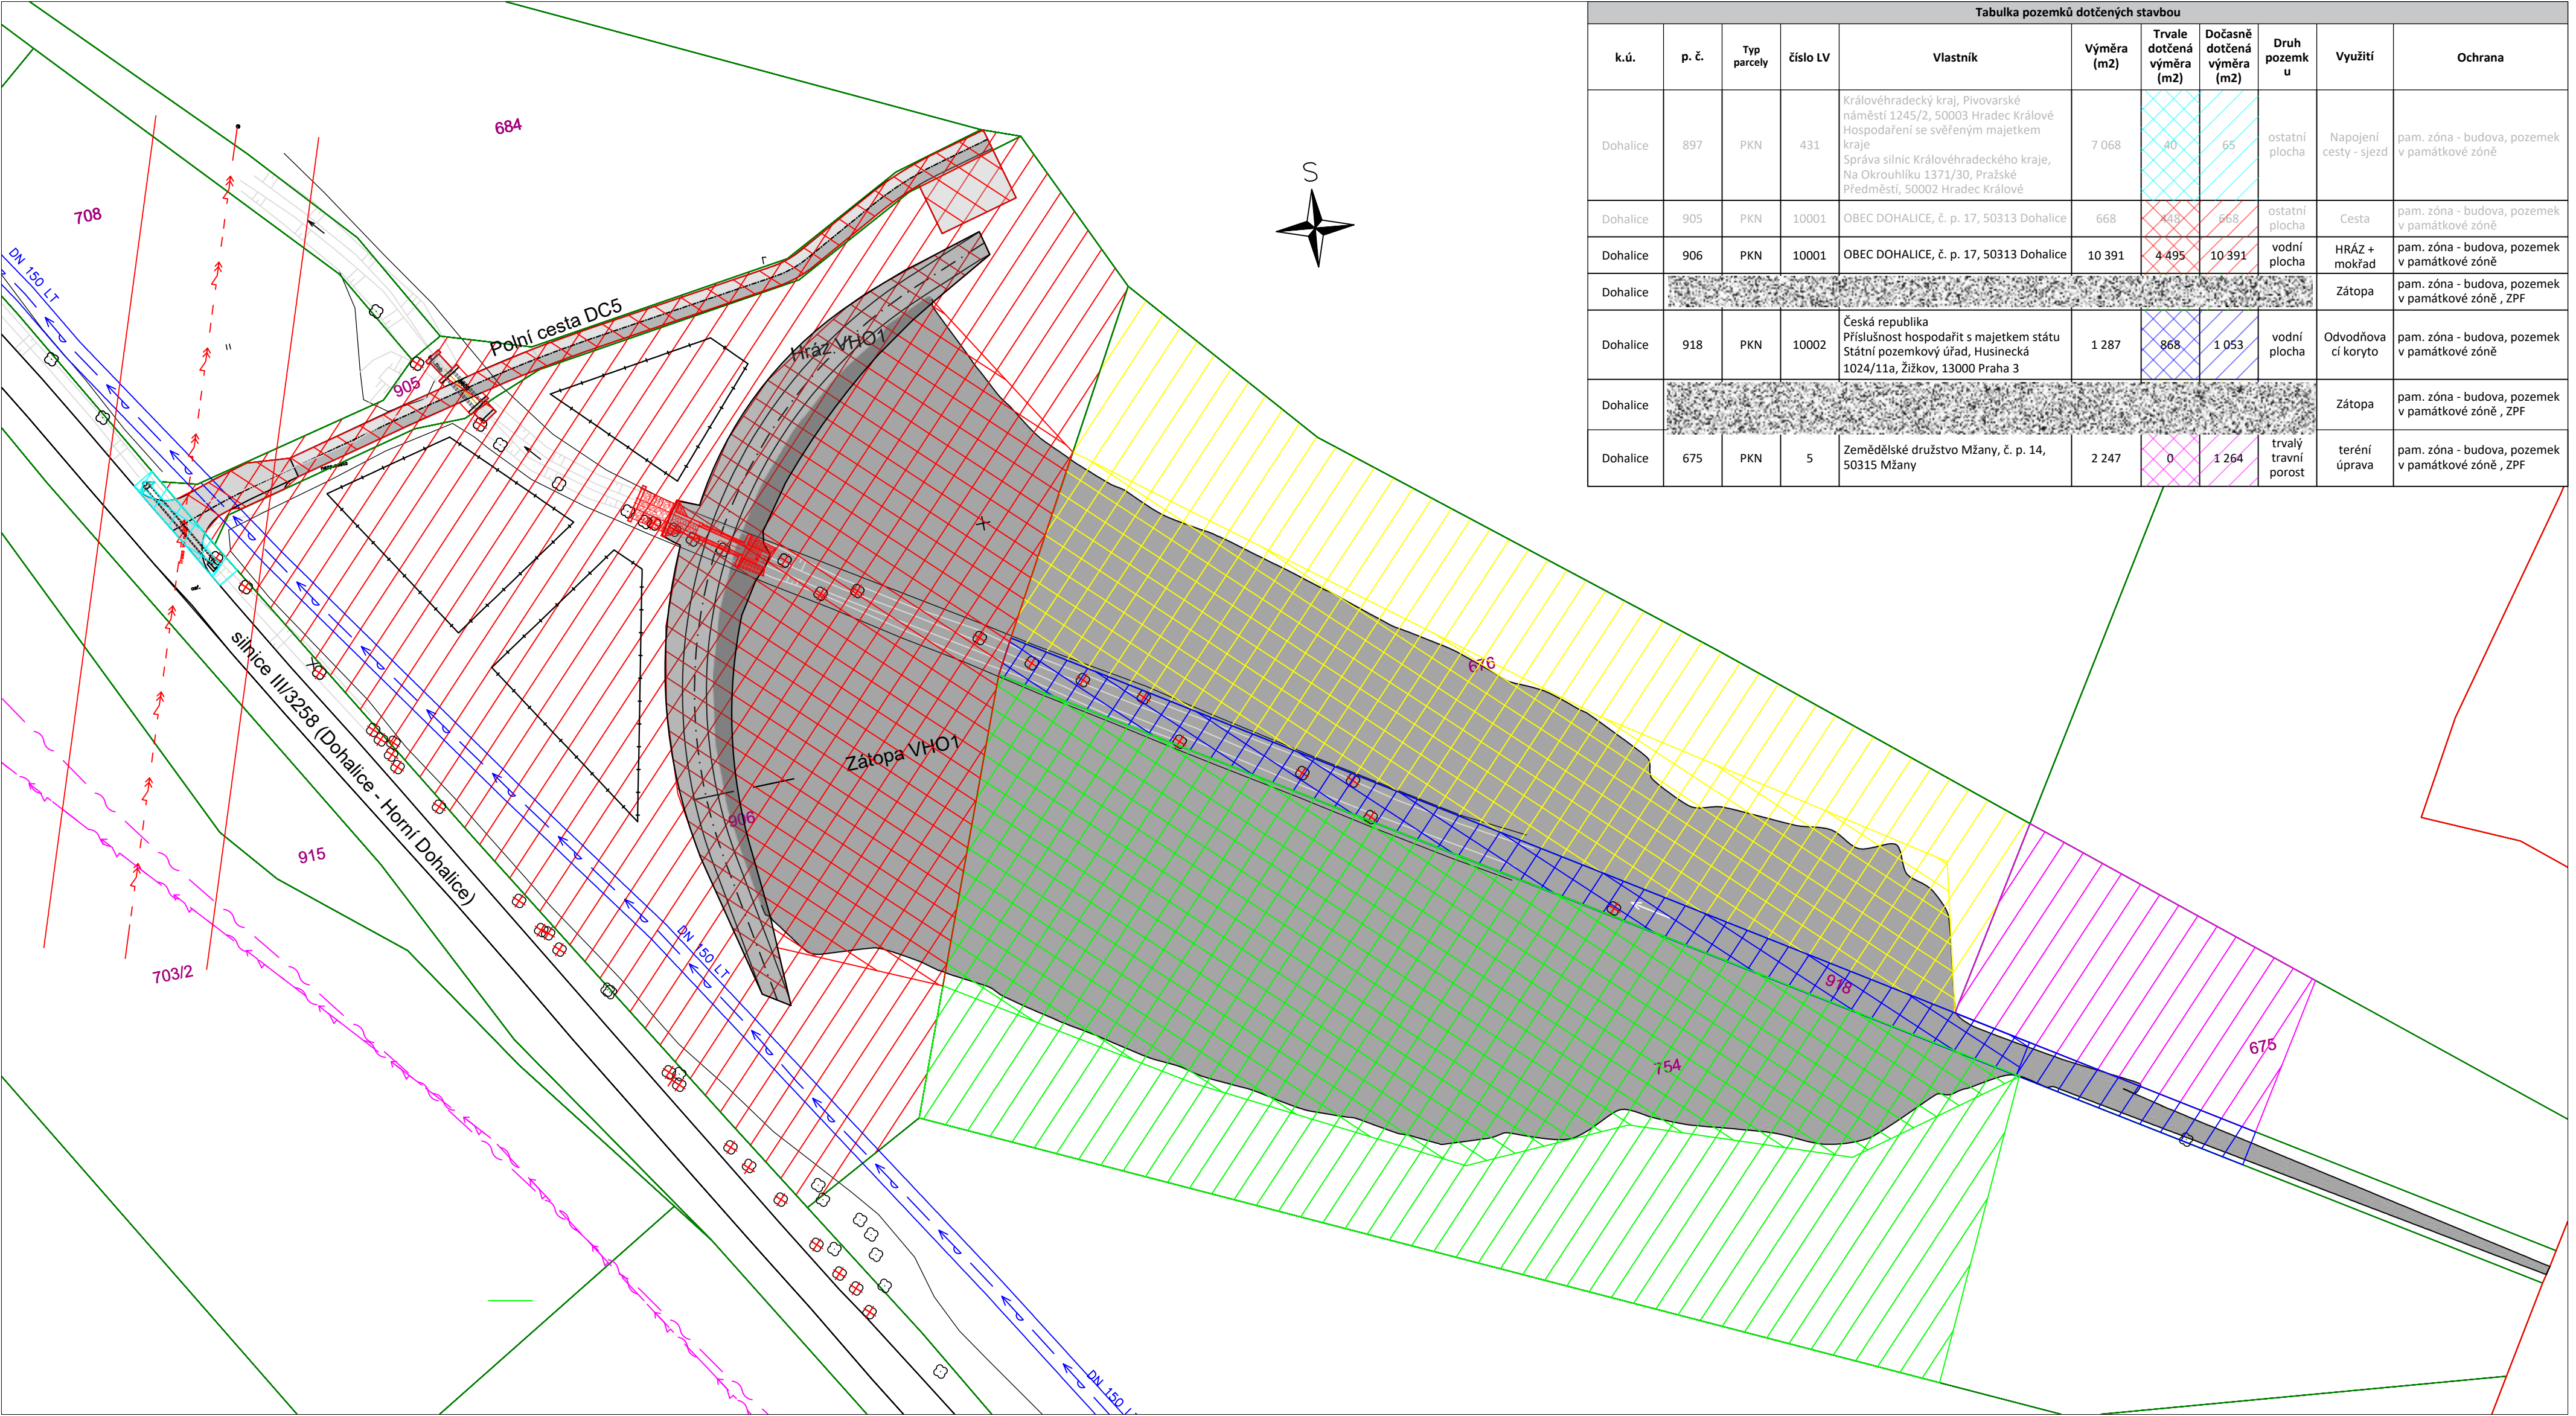 Tabulka pozemků dotčených stavbou
k.ú.
p. č.
Typ
parcely
číslo LV
Vlastník
Výměra
(m2)
Trvale
dotčená
výměra
(m2)
Dočasně
dotčená
výměra
(m2)
Druh
pozemk
u
Využití
Ochrana
Dohalice
897
PKN
431
Královéhradecký kraj, Pivovarské
náměstí 1245/2, 50003 Hradec Králové
Hospodaření se svěřeným majetkem
kraje
Správa silnic Královéhradeckého kraje,
Na Okrouhlíku 1371/30, Pražské
Předměstí, 50002 Hradec Králové
7 068
40
65
ostatní
plocha
Napojení
cesty - sjezd
pam. zóna - budova, pozemek
v památkové zóně
Dohalice
905
PKN
10001
OBEC DOHALICE, č. p. 17, 50313 Dohalice
668
448
668
ostatní
plocha
Cesta
pam. zóna - budova, pozemek
v památkové zóně
Dohalice
906
PKN
10001
OBEC DOHALICE, č. p. 17, 50313 Dohalice
10 391
4 495
10 391
vodní
plocha
HRÁZ +
mokřad
pam. zóna - budova, pozemek
v památkové zóně
Dohalice
Zátopa
pam. zóna - budova, pozemek
v památkové zóně , ZPF
Dohalice
918
PKN
10002
Česká republika
Příslušnost hospodařit s majetkem státu
Státní pozemkový úřad, Husinecká
1024/11a, Žižkov, 13000 Praha 3
1 287
868
1 053
vodní
plocha
Odvodňova
cí koryto
pam. zóna - budova, pozemek
v památkové zóně
Dohalice
Zátopa
pam. zóna - budova, pozemek
v památkové zóně , ZPF
Dohalice
675
PKN
5
Zemědělské družstvo Mžany, č. p. 14,
50315 Mžany
2 247
0
1 264
trvalý
travní
porost
terénní
úprava
pam. zóna - budova, pozemek
v památkové zóně , ZPF
684
708
S
DN 150 LT
Polní cesta DC5
Hráz VHO1
905
silnice III/3258 (Dohalice - Horní Dohalice)
676
Zátopa VHO1
906
915
703/2
DN 150 LT
918
754
675
DN 150 L